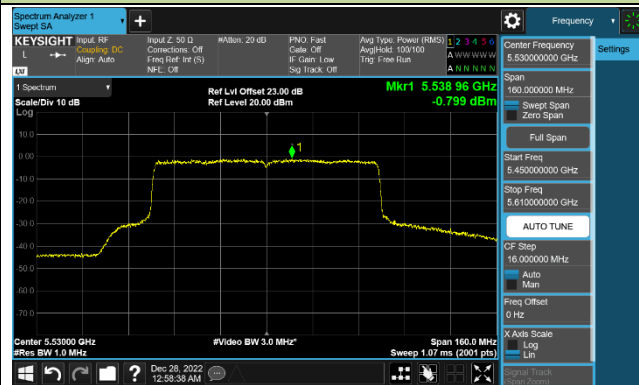 Spectrum Analyzer 1
Swept SA
+
Frequency
KEYSIGHT
Input: RF
Coupling: DC
Align: Auto
Input Z: 50 Ω
Corrections: Off
Freq Ref: Int (S)
NFE: Off
#Atten: 20 dB
PNO: Fast
Gate: Off
IF Gain: Low
Sig Track: Off
Avg Type: Power (RMS)
Avg|Hold: 100/100
Trig: Free Run
1 2 3 4 5 6
A W W W W W
A N N N N N
L
LXI
1 Spectrum
Scale/Div 10 dB
Log
Ref Lvl Offset 23.00 dB
Ref Level 20.00 dBm
Mkr1 5.538 96 GHz
-0.799 dBm
1
10.0
0.00
-10.0
-20.0
-30.0
-40.0
-50.0
-60.0
-70.0
Center 5.53000 GHz
#Res BW 1.0 MHz
#Video BW 3.0 MHz*
Span 160.0 MHz
Sweep 1.07 ms (2001 pts)
Dec 28, 2022
12:58:38 AM
?
Center Frequency
5.530000000 GHz
Settings
Span
160.000000 MHz
Swept Span
Zero Span
Full Span
Start Freq
5.450000000 GHz
Stop Freq
5.610000000 GHz
AUTO TUNE
CF Step
16.000000 MHz
Auto
Man
Freq Offset
0 Hz
X Axis Scale
Log
Lin
Signal Track
(Span Zoom)